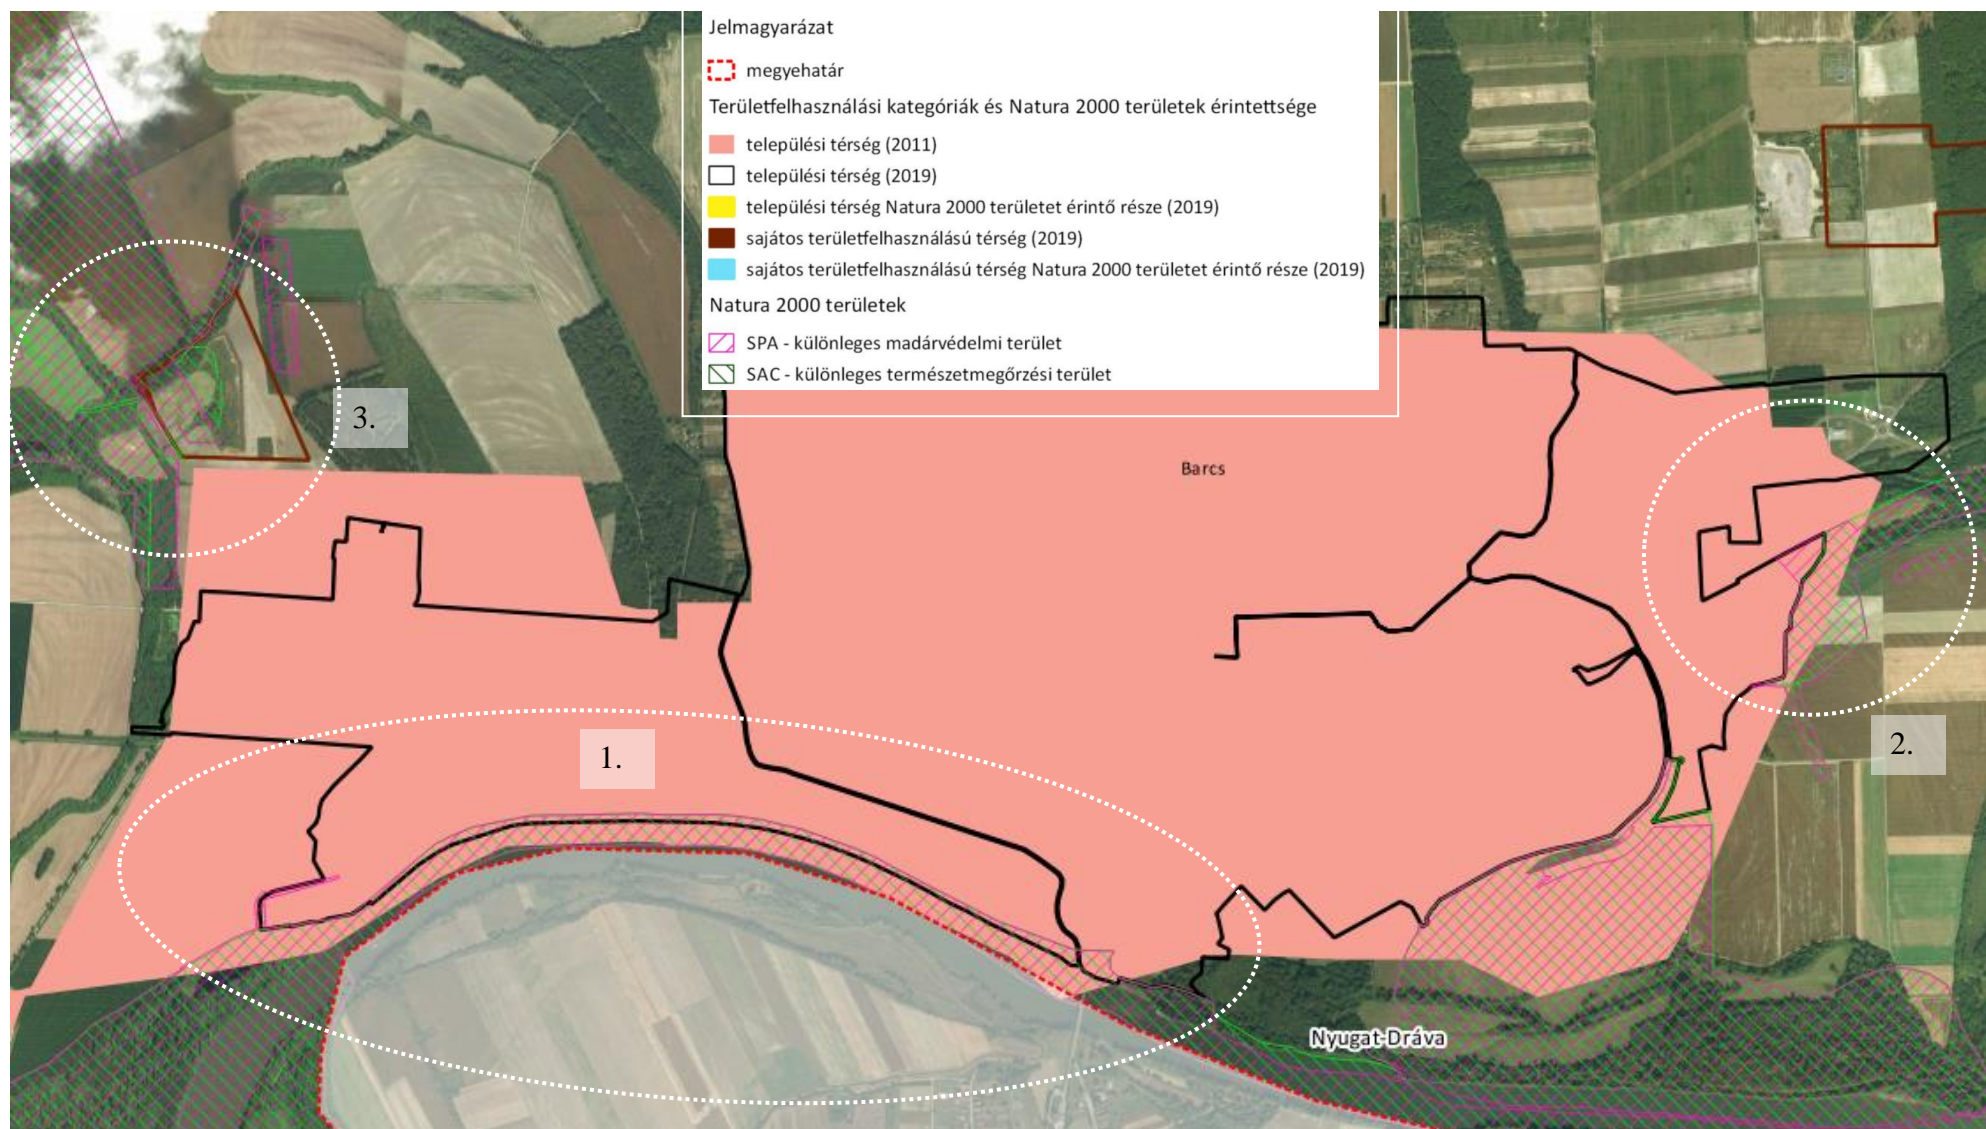 Jelmagyarázat
megyehatár
Területfelhasználási kategóriák és Natura 2000 területek érintettsége
települési térség (2011)
települési térség (2019)
települési térség Natura 2000 területet érintő része (2019)
sajátos területfelhasználású térség (2019)
sajátos területfelhasználású térség Natura 2000 területet érintő része (2019)
Natura 2000 területek
SPA - különleges madárvédelmi terület
SAC - különleges természetmegőrzési terület
3.
Barcs
1.
2.
Nyugat-Dráva